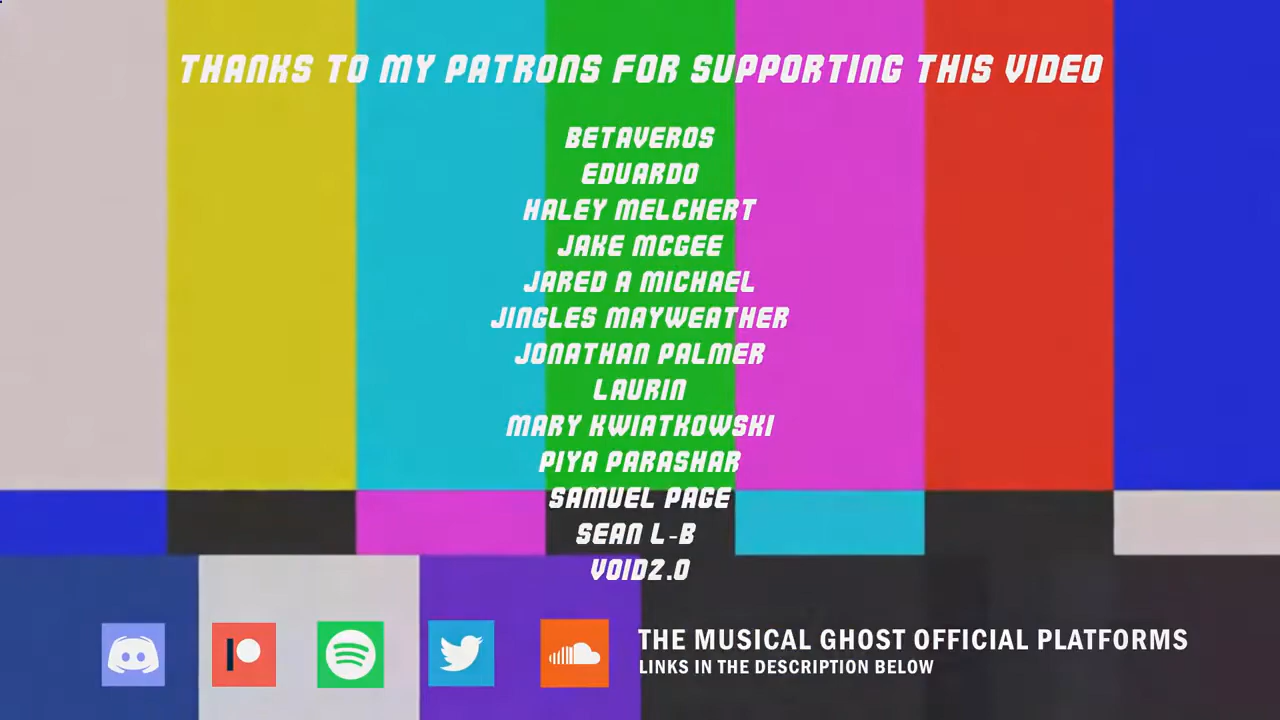 THANKS TO MY PATRONS FOR SUPPORTING THIS VIDEO
BETAVEROS
EDUARDO
HALEY MELCHERT
JAKE MCGEE
JARED A MICHAEL
JINGLES MAYWEATHER
JONATHAN PALMER
LAURIN
MARY KWIATKOWSKI
PIYA PARASHAR
SAMUEL PAGE
SEAN L-B
VOID2.0
THE MUSICAL GHOST OFFICIAL PLATFORMS
LINKS IN THE DESCRIPTION BELOW